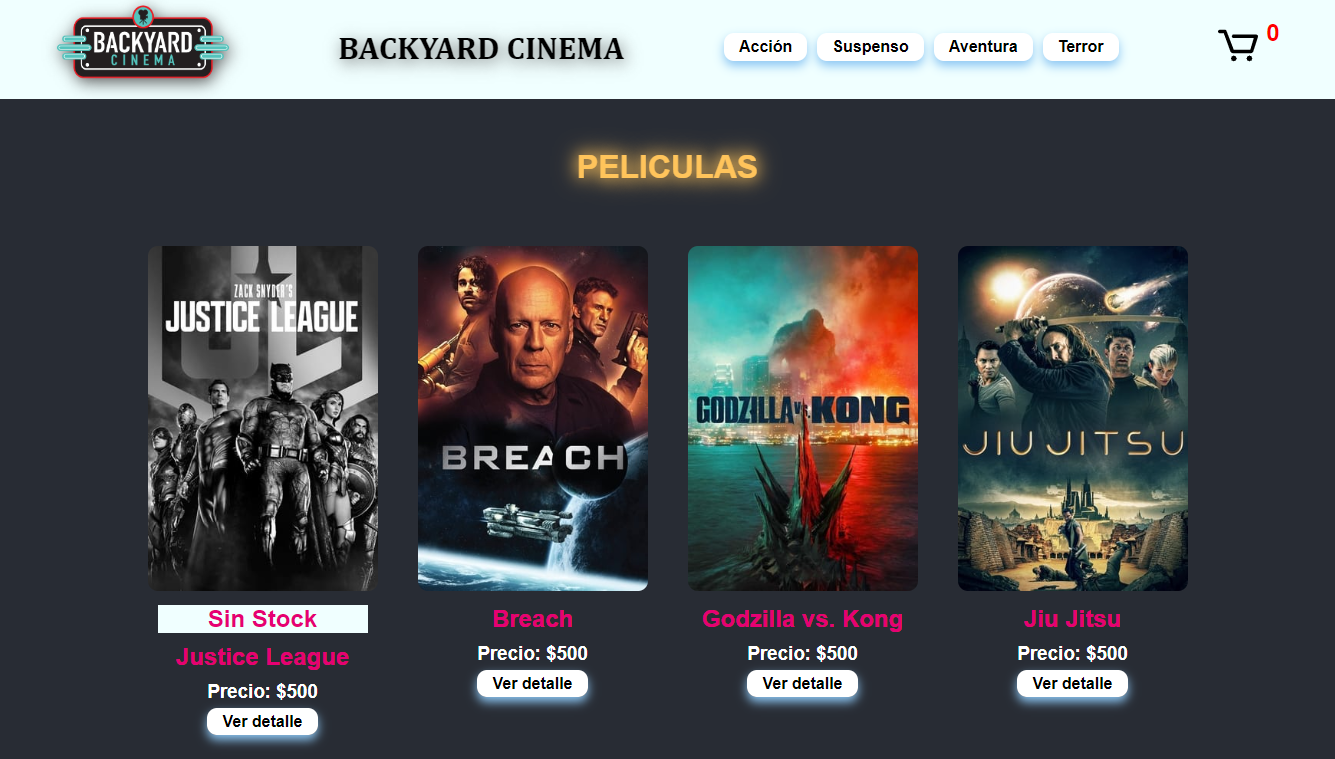 BACKYARD
CINEMA
BACKYARD CINEMA
Acción
Suspenso
Aventura
Terror
0
PELICULAS
ZACK SNYDER'S
JUSTICE LEAGUE
BREACH
GODZILLA VS. KONG
JIU JITSU
Sin Stock
Justice League
Precio: $500
Ver detalle
Breach
Precio: $500
Ver detalle
Godzilla vs. Kong
Precio: $500
Ver detalle
Jiu Jitsu
Precio: $500
Ver detalle